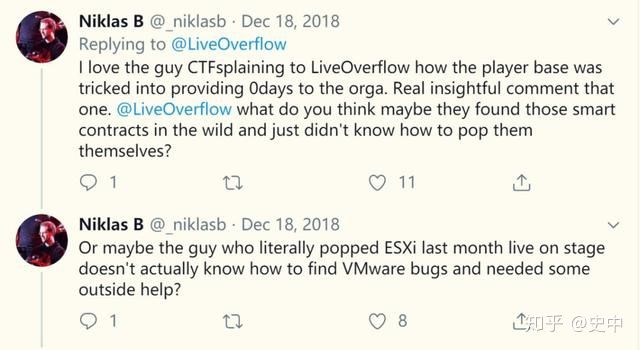 Niklas B @_niklasb · Dec 18, 2018
Replying to @LiveOverflow
I love the guy CTFsplaining to LiveOverflow how the player base was
tricked into providing 0days to the orga. Real insightful comment that
one. @LiveOverflow what do you think maybe they found those smart
contracts in the wild and just didn't know how to pop them
themselves?
1 11
Niklas B @_niklasb · Dec 18, 2018
Or maybe the guy who literally popped ESXi last month live on stage
doesn't actually know how to find VMware bugs and needed some
outside help?
1 8
知乎 @史中